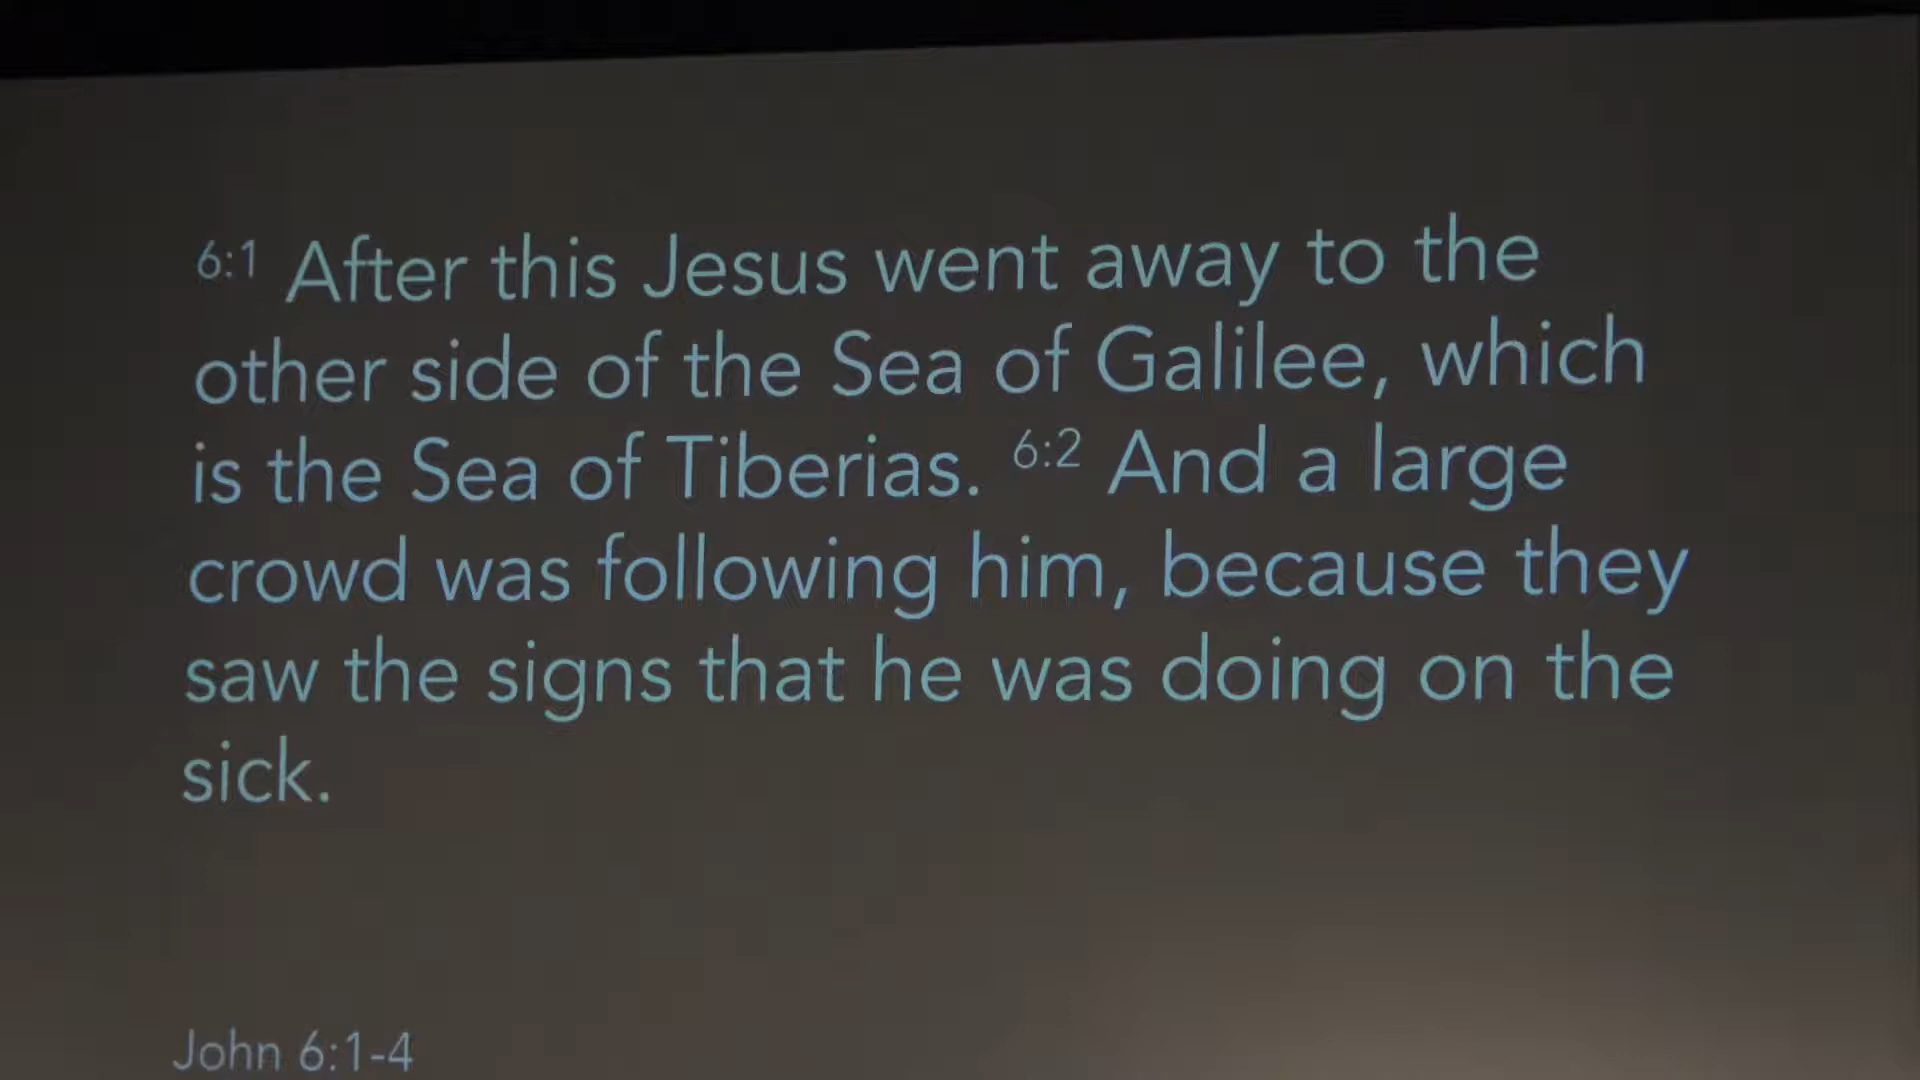 6:1 After this Jesus went away to the
other side of the Sea of Galilee, which
is the Sea of Tiberias. 6:2 And a large
crowd was following him, because they
saw the signs that he was doing on the
sick.
John 6:1-4